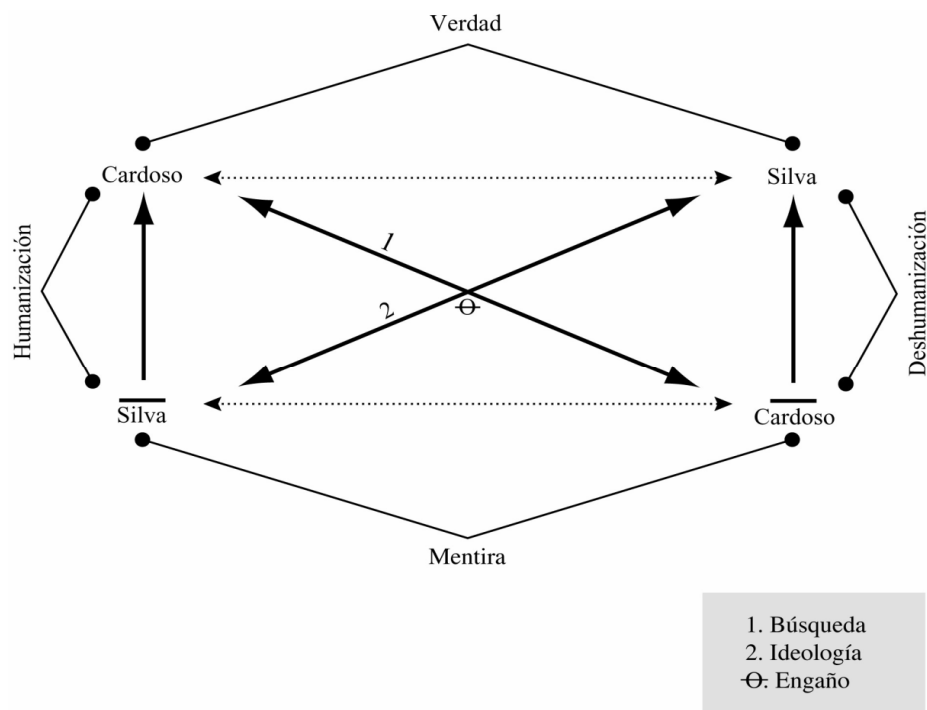 Verdad
Cardoso
Silva
Humanización
1
2
Ɵ
Deshumanización
Silva
Cardoso
Mentira
1. Búsqueda
2. Ideología
Ɵ. Engaño